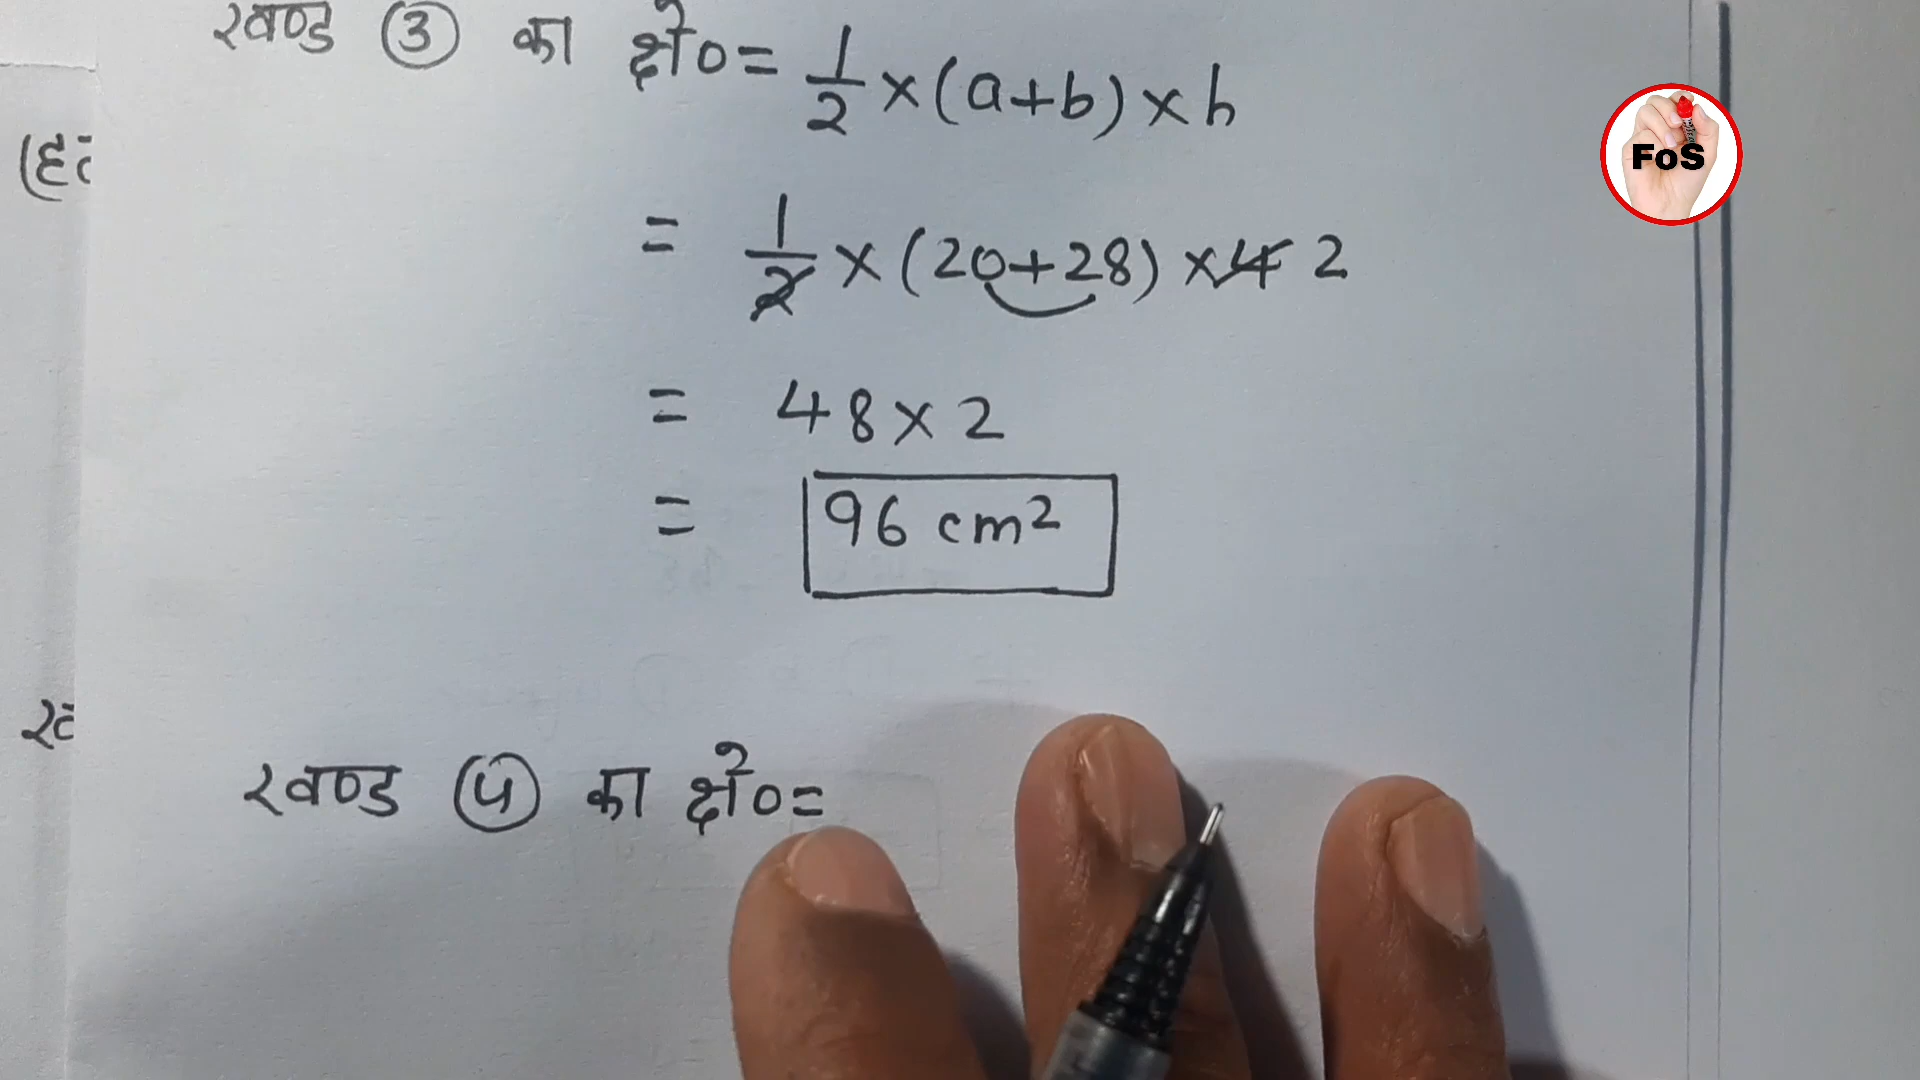 खण्ड ③ का क्षे०= 1/2 ×(a+b)×h
FoS
= 1/2 ×(20+28)×4 2
= 48×2
= 96 cm²
खण्ड ④ का क्षे०=